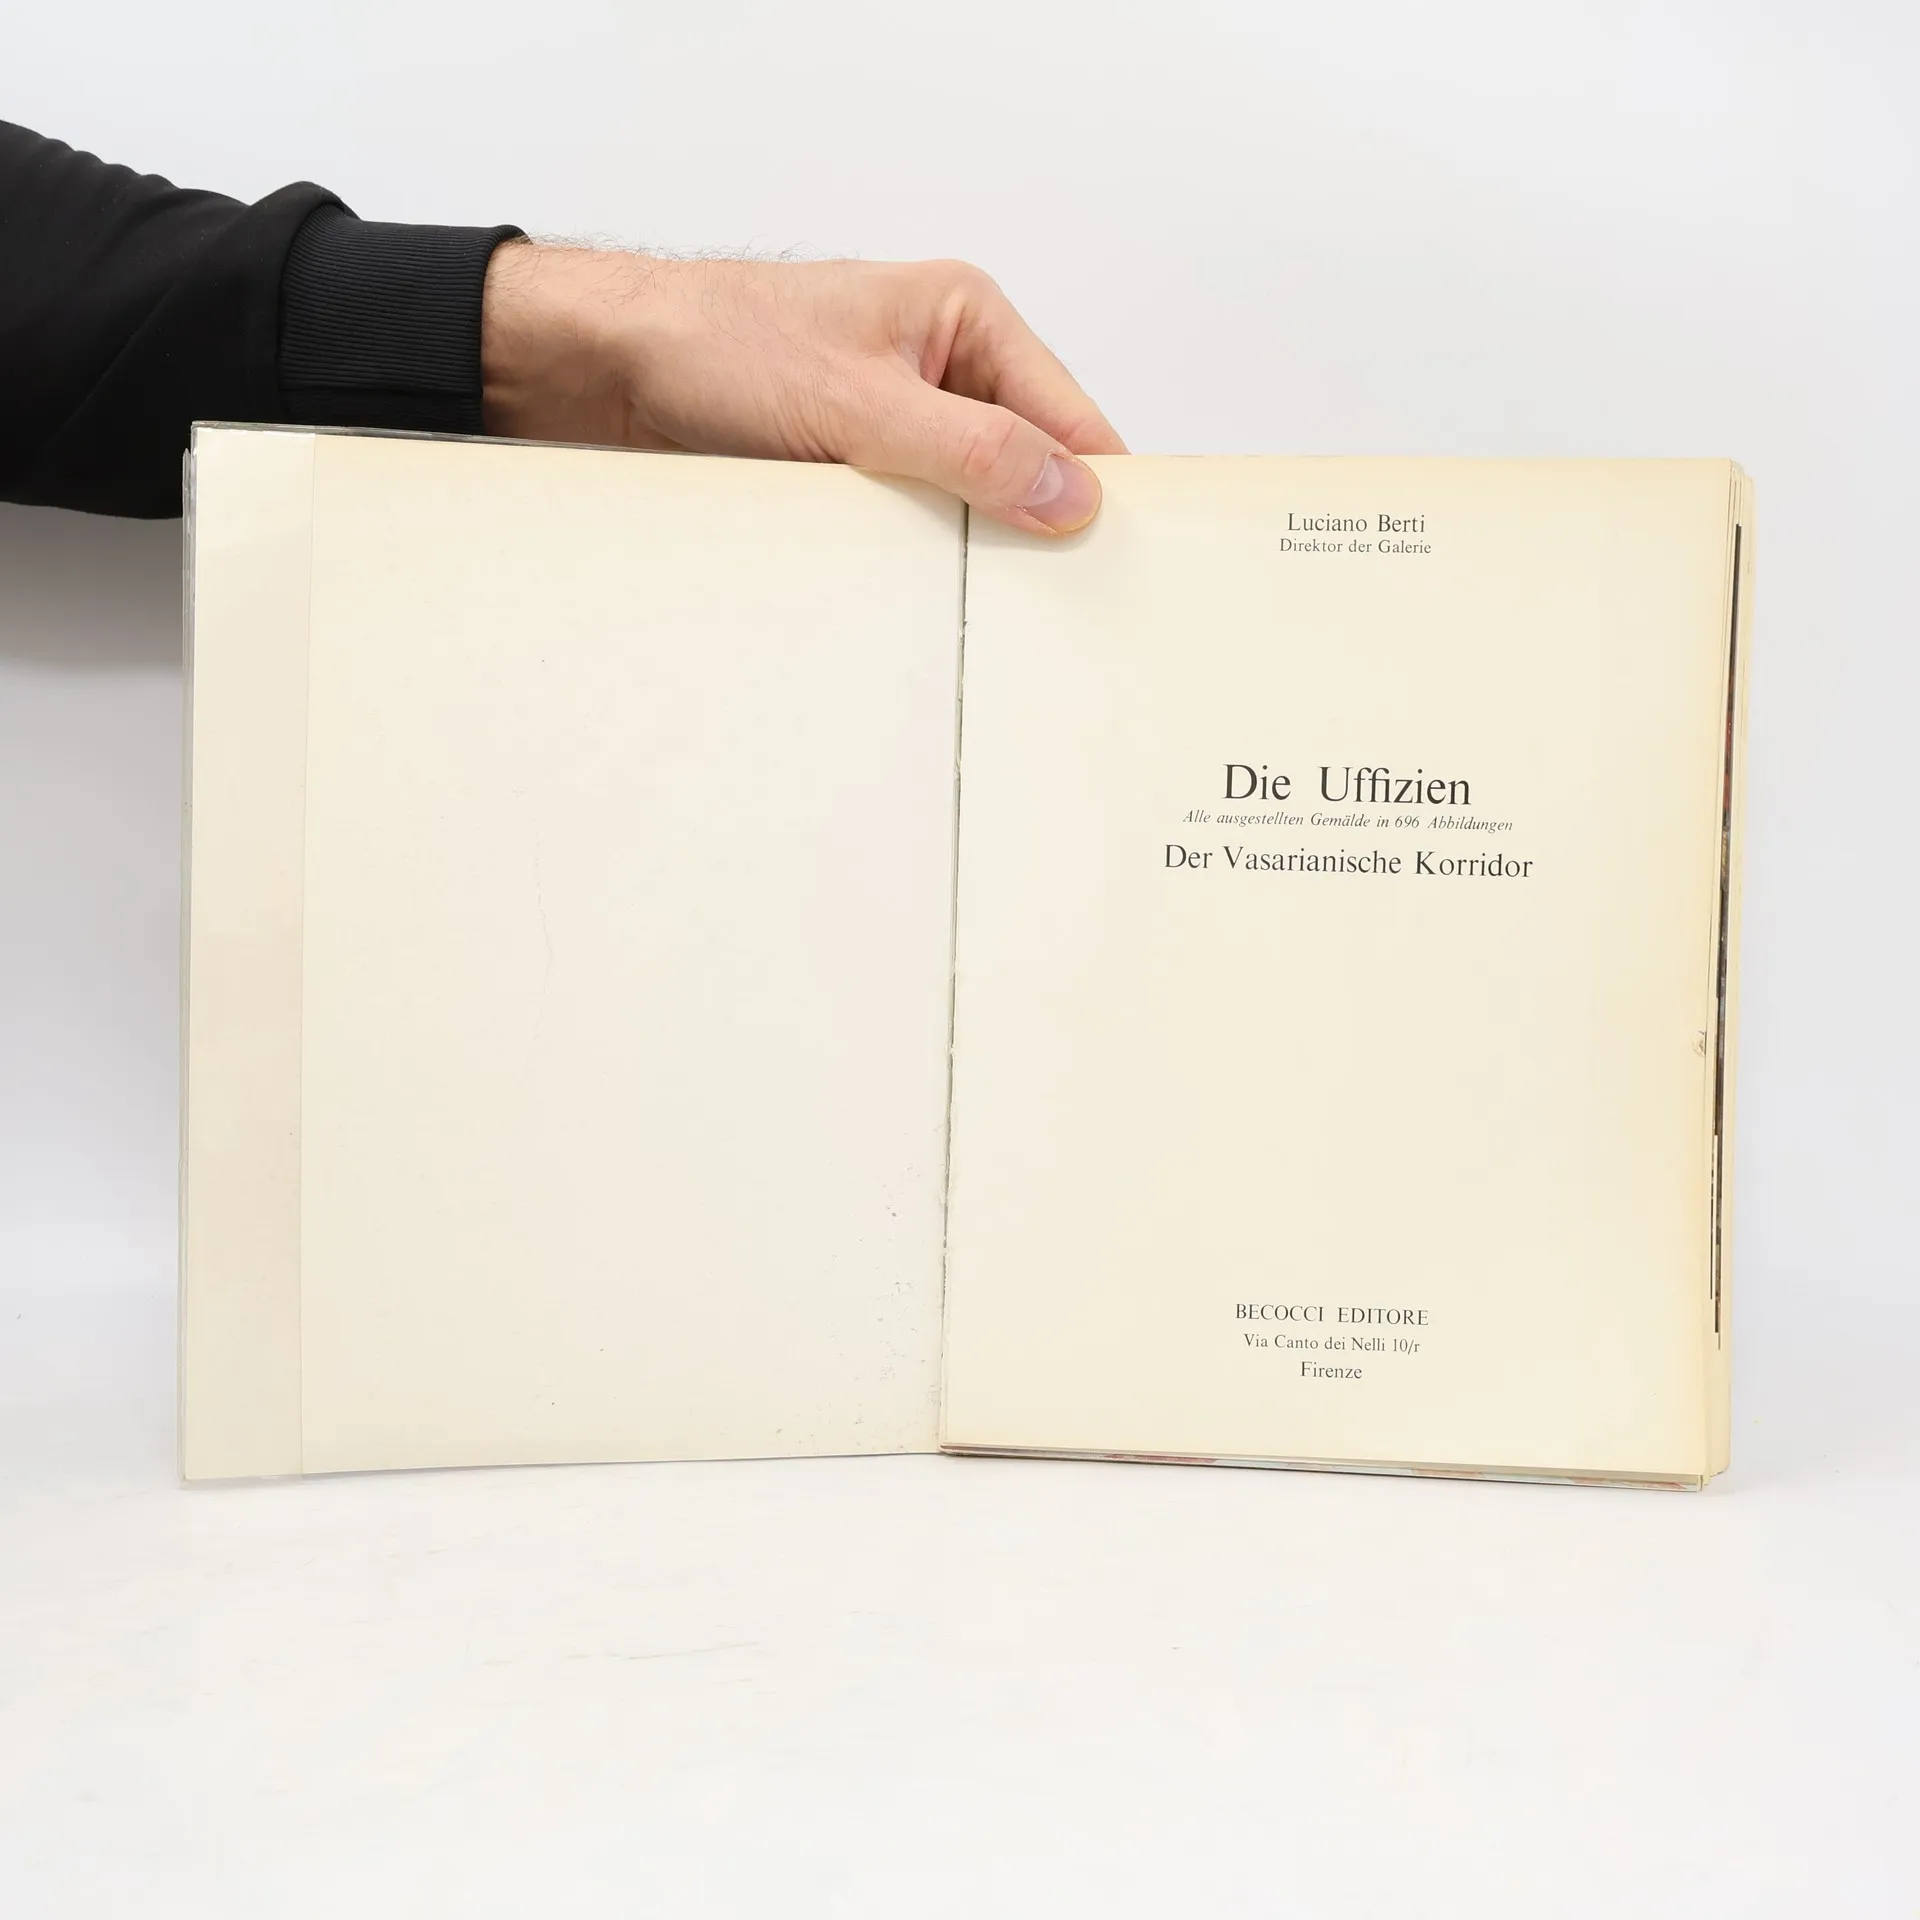 Luciano Berti
Direktor der Galerie
Die Uffizien
Alle ausgestellten Gemälde in 696 Abbildungen
Der Vasarianische Korridor
BECOCCI EDITORE
Via Canto dei Nelli 10/r
Firenze